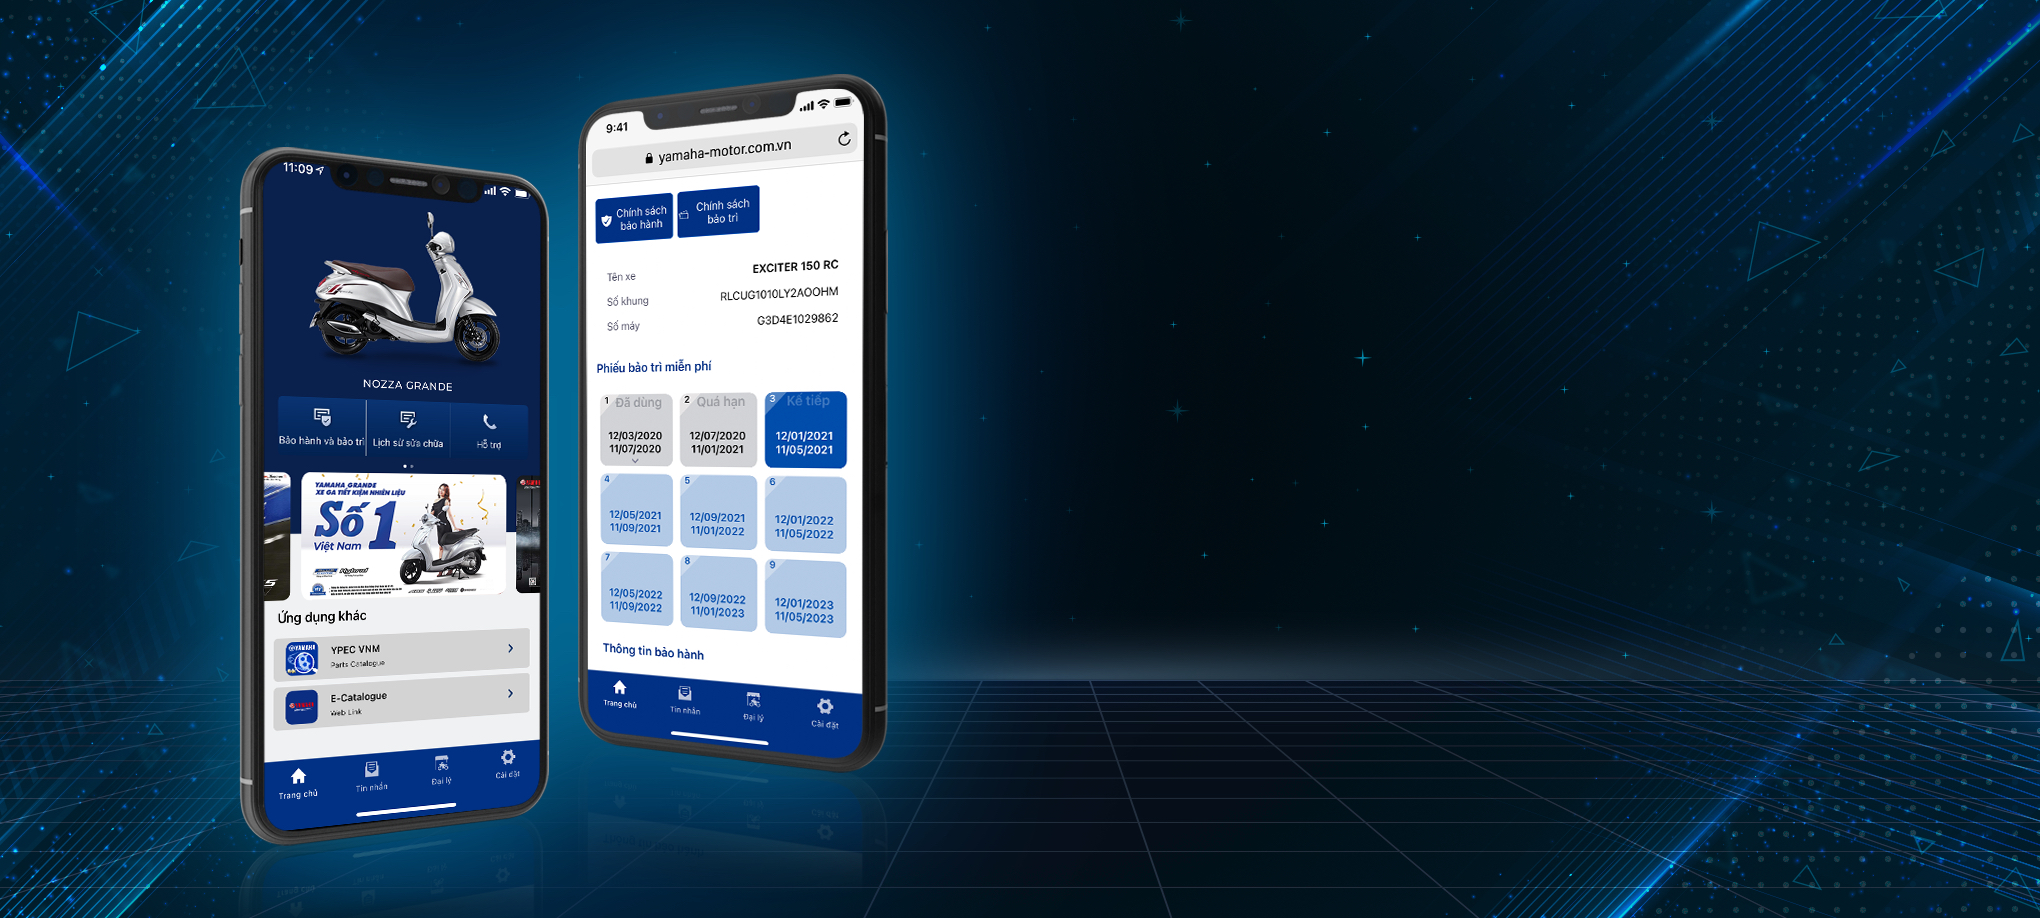 11:09
NOZZA GRANDE
Bảo hành và bảo trì
Lịch sử sửa chữa
Hỗ trợ
YAMAHA GRANDE
XE GA TIẾT KIỆM NHIÊN LIỆU
Số 1
Việt Nam
Ứng dụng khác
YAMAHA
YPEC VNM
Parts Catalogue
E-Catalogue
Web Link
Trang chủ
Tin nhắn
Đại lý
Cài đặt
9:41
yamaha-motor.com.vn
Chính sách
bảo hành
Chính sách
bảo trì
Tên xe
EXCITER 150 RC
Số khung
RLCUG1010LY2AOOHM
Số máy
G3D4E1029862
Phiếu bảo trì miễn phí
1 Đã dùng
12/03/2020
11/07/2020
2 Quá hạn
12/07/2020
11/01/2021
3 Kế tiếp
12/01/2021
11/05/2021
4
12/05/2021
11/09/2021
5
12/09/2021
11/01/2022
6
12/01/2022
11/05/2022
7
12/05/2022
11/09/2022
8
12/09/2022
11/01/2023
9
12/01/2023
11/05/2023
Thông tin bảo hành
Trang chủ
Tin nhắn
Đại lý
Cài đặt